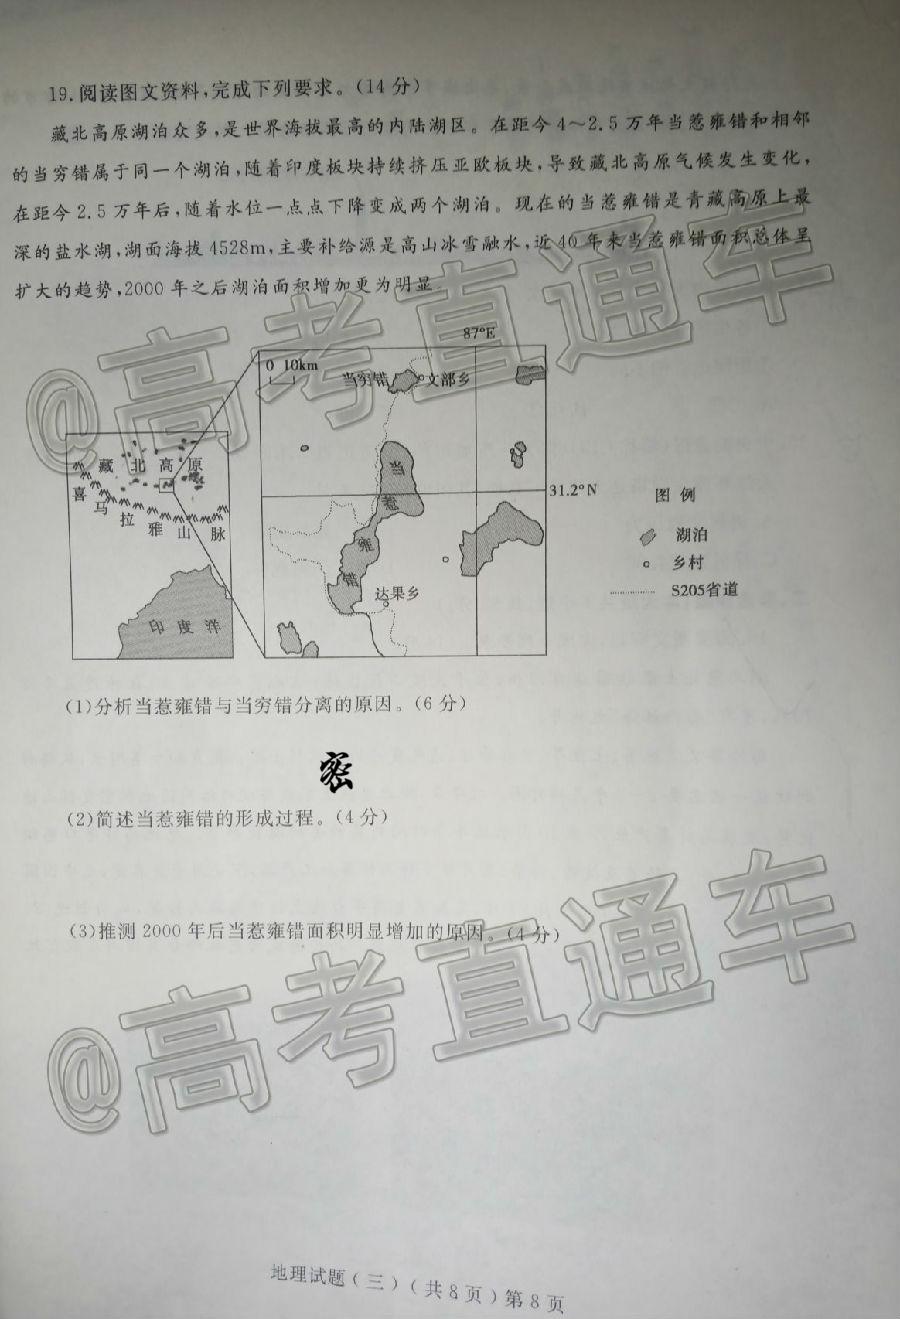 19.阅读图文资料,完成下列要求。(14分)
藏北高原湖泊众多,是世界海拔最高的内陆湖区。在距今4～2.5万年当惹雍错和相邻
的当穷错属于同一个湖泊,随着印度板块持续挤压亚欧板块,导致藏北高原气候发生变化,
在距今2.5万年后,随着水位一点点下降变成两个湖泊。现在的当惹雍错是青藏高原上最
深的盐水湖,湖面海拔4528m,主要补给源是高山冰雪融水,近40年来当惹雍错面积总体呈
扩大的趋势,2000年之后湖泊面积增加更为明显。
@高考直通车
87°E
0 10km
当穷错
文部乡
藏北高原
喜马拉雅山脉
印度洋
当惹雍错
达果乡
31.2°N
图例
湖泊
乡村
S205省道
(1)分析当惹雍错与当穷错分离的原因。(6分)
密
(2)简述当惹雍错的形成过程。(4分)
(3)推测2000年后当惹雍错面积明显增加的原因。(4分)
@高考直通车
地理试题(三)(共8页)第8页